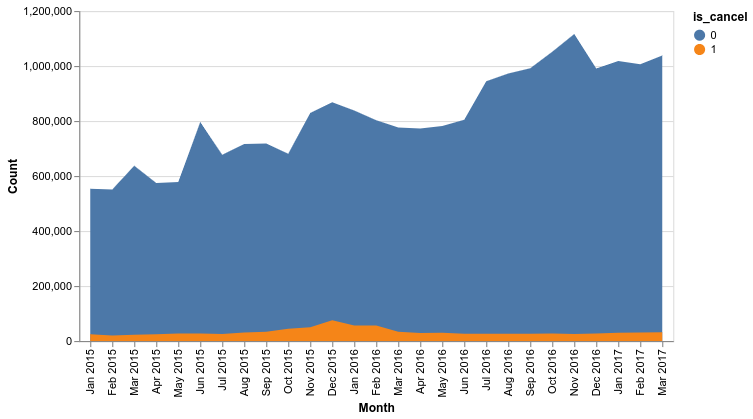 1,200,000
1,000,000
800,000
600,000
400,000
200,000
0
Count
Jan 2015
Feb 2015
Mar 2015
Apr 2015
May 2015
Jun 2015
Jul 2015
Aug 2015
Sep 2015
Oct 2015
Nov 2015
Dec 2015
Jan 2016
Feb 2016
Mar 2016
Apr 2016
May 2016
Jun 2016
Jul 2016
Aug 2016
Sep 2016
Oct 2016
Nov 2016
Dec 2016
Jan 2017
Feb 2017
Mar 2017
Month
is_cancel
0
1